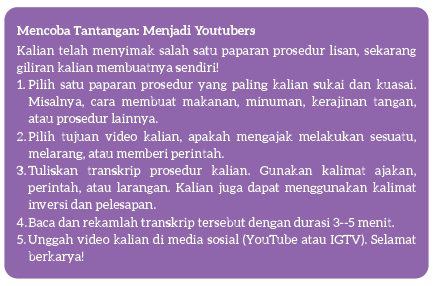 Mencoba Tantangan: Menjadi Youtubers
Kalian telah menyimak salah satu paparan prosedur lisan, sekarang
giliran kalian membuatnya sendiri!
1. Pilih satu paparan prosedur yang paling kalian sukai dan kuasai.
Misalnya, cara membuat makanan, minuman, kerajinan tangan,
atau prosedur lainnya.
2. Pilih tujuan video kalian, apakah mengajak melakukan sesuatu,
melarang, atau memberi perintah.
3. Tuliskan transkrip prosedur kalian. Gunakan kalimat ajakan,
perintah, atau larangan. Kalian juga dapat menggunakan kalimat
inversi dan pelesapan.
4. Baca dan rekamlah transkrip tersebut dengan durasi 3--5 menit.
5. Unggah video kalian di media sosial (YouTube atau IGTV). Selamat
berkarya!